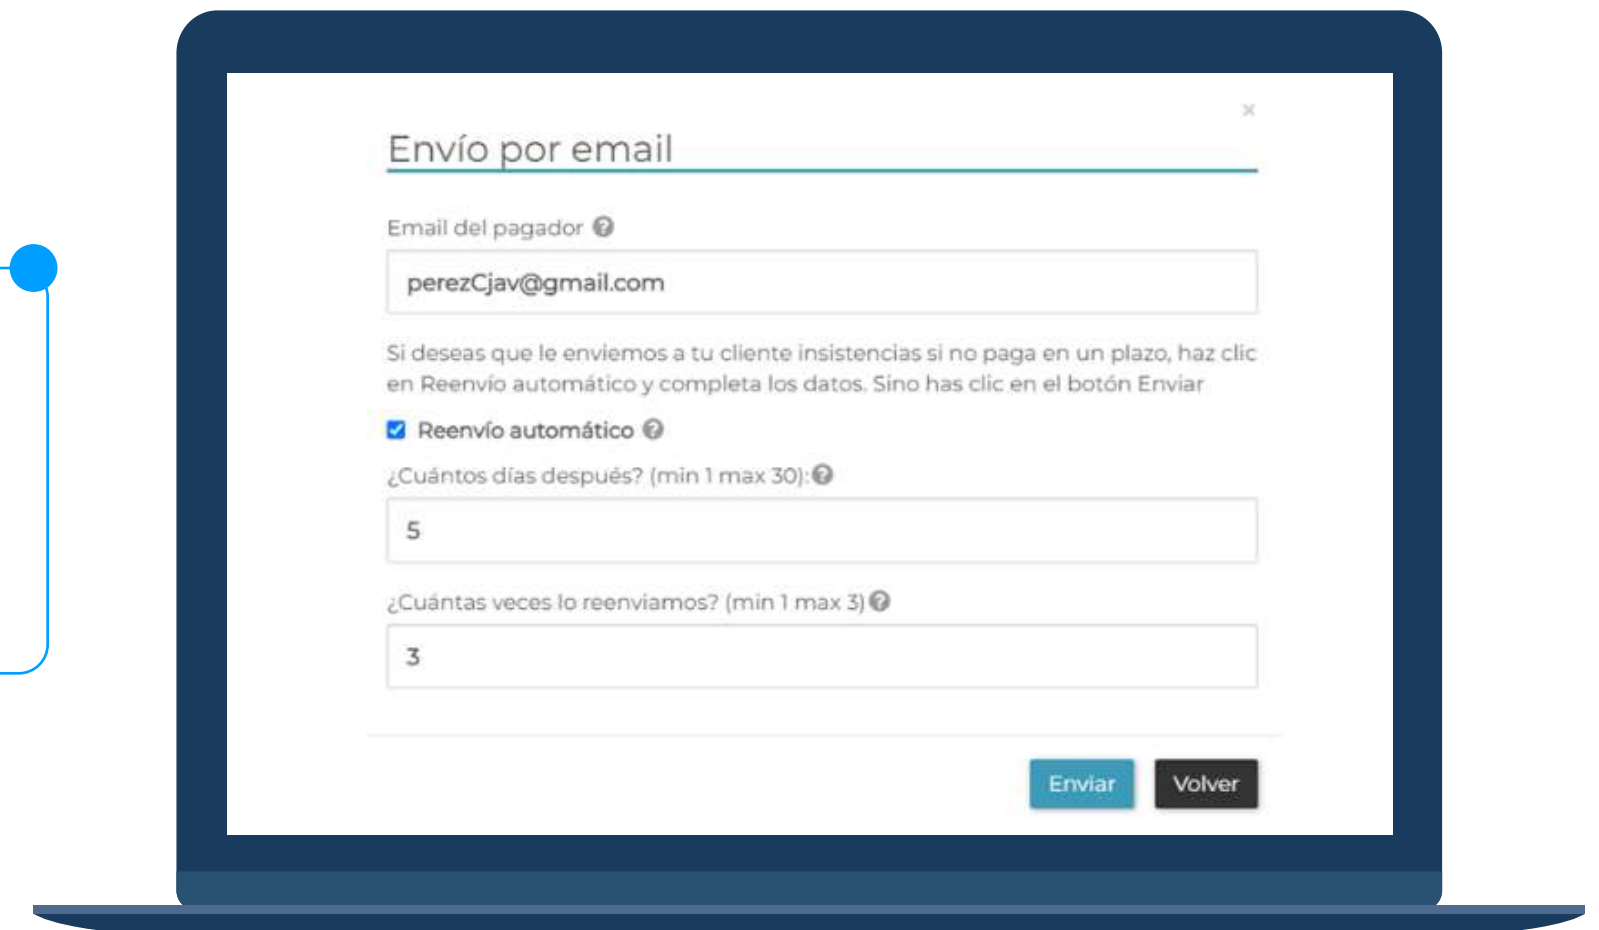 ×
Envío por email
Email del pagador ?
perezCjav@gmail.com
Si deseas que le enviemos a tu cliente insistencias si no paga en un plazo, haz clic
en Reenvío automático y completa los datos. Sino has clic en el botón Enviar
Reenvío automático ?
¿Cuántos días después? (min 1 max 30): ?
5
¿Cuántas veces lo reenviamos? (min 1 max 3) ?
3
Enviar Volver